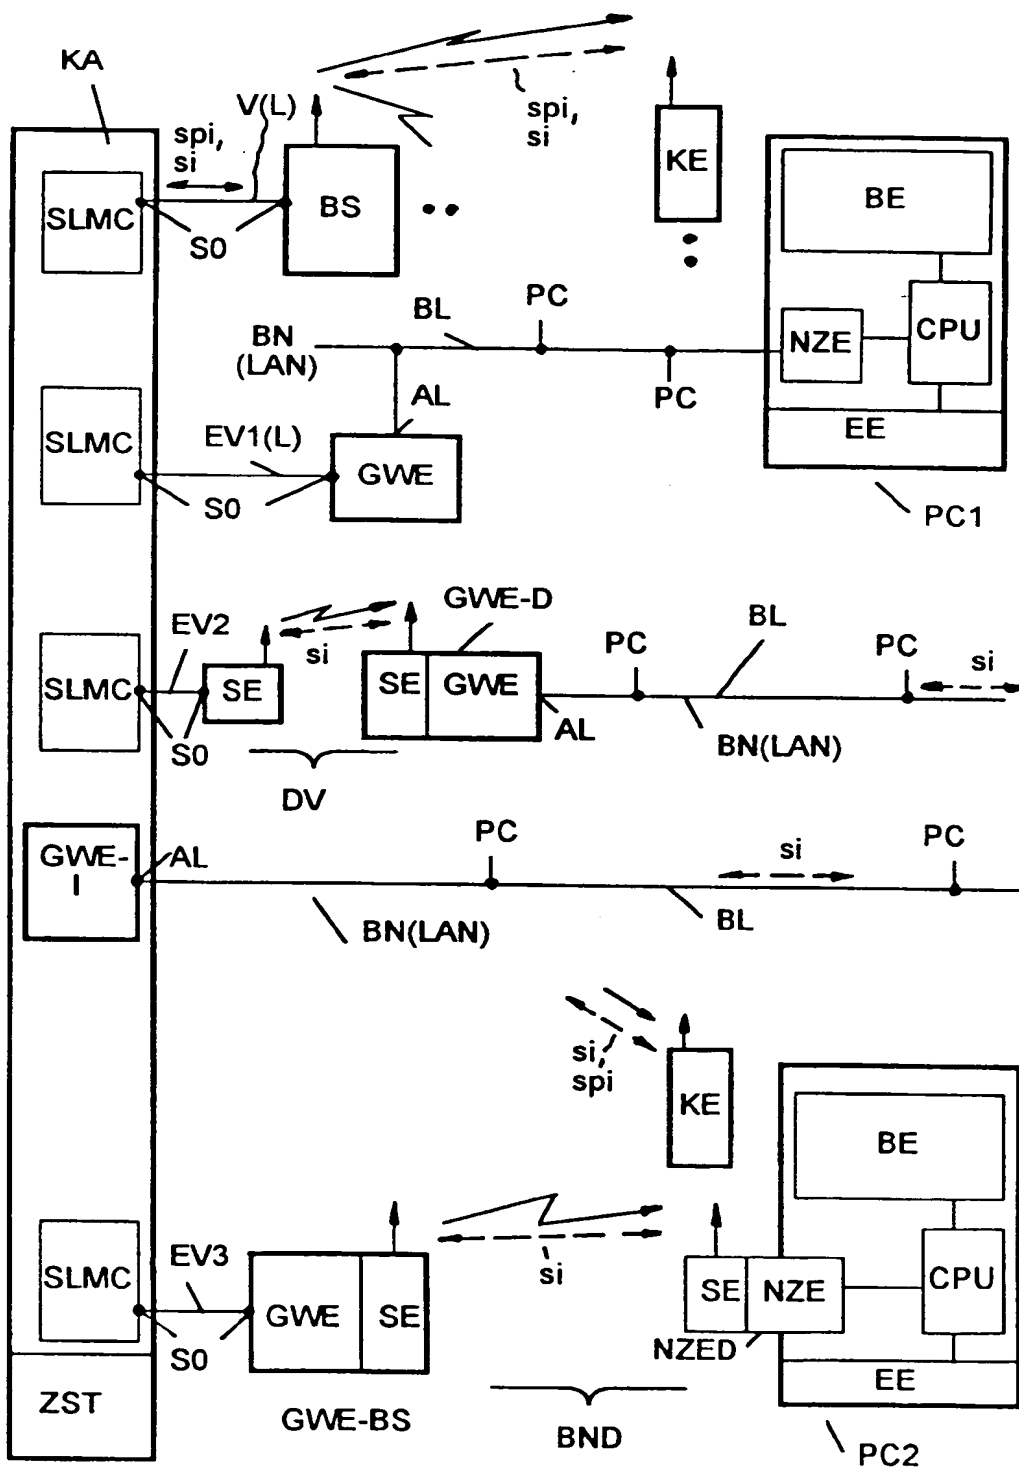 KA
V(L)
spi,
si
spi,
si
SLMC
S0
BS
KE
BE
NZE
CPU
EE
PC1
PC
BL
BN
(LAN)
PC
AL
SLMC
EV1(L)
S0
GWE
GWE-D
EV2
si
SLMC
SE
S0
SE
GWE
AL
PC
BL
PC
si
BN(LAN)
DV
GWE-
I
AL
PC
si
PC
BN(LAN)
BL
si,
spi
KE
BE
CPU
SE
NZE
NZED
EE
PC2
si
SLMC
EV3
S0
GWE
SE
GWE-BS
BND
ZST